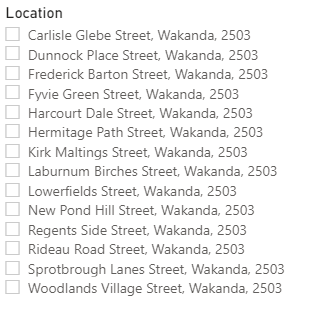 Location
Carlisle Glebe Street, Wakanda, 2503
Dunnock Place Street, Wakanda, 2503
Frederick Barton Street, Wakanda, 2503
Fyvie Green Street, Wakanda, 2503
Harcourt Dale Street, Wakanda, 2503
Hermitage Path Street, Wakanda, 2503
Kirk Maltings Street, Wakanda, 2503
Laburnum Birches Street, Wakanda, 2503
Lowerfields Street, Wakanda, 2503
New Pond Hill Street, Wakanda, 2503
Regents Side Street, Wakanda, 2503
Rideau Road Street, Wakanda, 2503
Sprotbrough Lanes Street, Wakanda, 2503
Woodlands Village Street, Wakanda, 2503